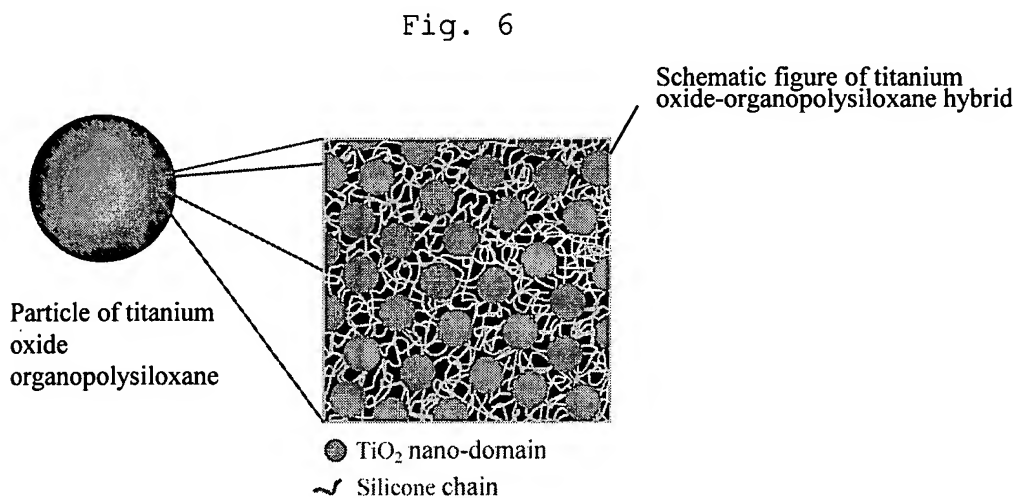 Fig. 6
Schematic figure of titanium
oxide-organopolysiloxane hybrid
Particle of titanium
oxide
organopolysiloxane
TiO₂ nano-domain
Silicone chain